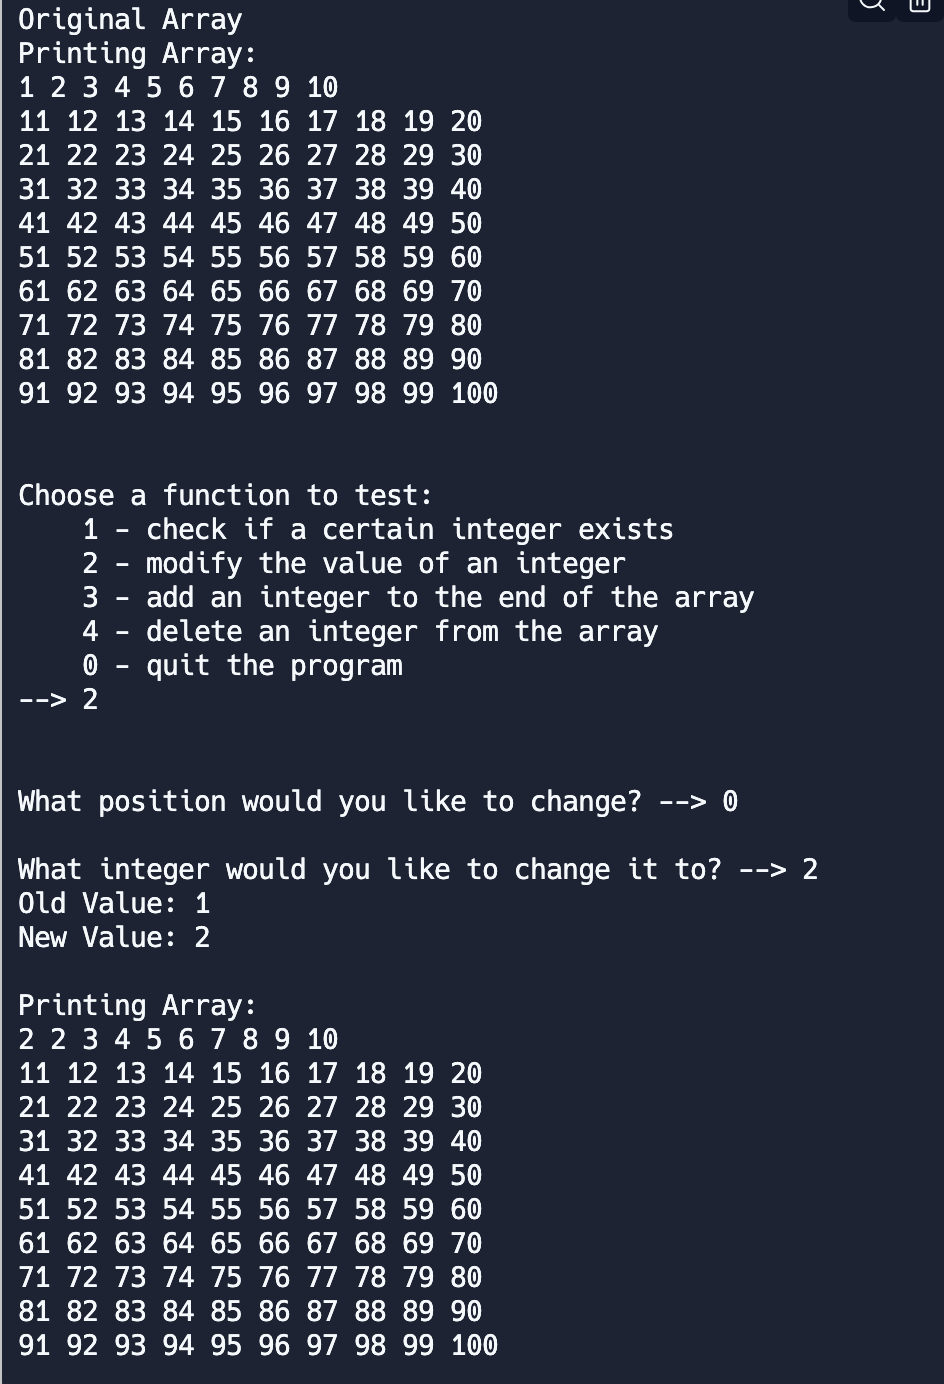 Original Array
Printing Array:
1 2 3 4 5 6 7 8 9 10
11 12 13 14 15 16 17 18 19 20
21 22 23 24 25 26 27 28 29 30
31 32 33 34 35 36 37 38 39 40
41 42 43 44 45 46 47 48 49 50
51 52 53 54 55 56 57 58 59 60
61 62 63 64 65 66 67 68 69 70
71 72 73 74 75 76 77 78 79 80
81 82 83 84 85 86 87 88 89 90
91 92 93 94 95 96 97 98 99 100
Choose a function to test:
1 - check if a certain integer exists
2 - modify the value of an integer
3 - add an integer to the end of the array
4 - delete an integer from the array
0 - quit the program
--> 2
What position would you like to change? --> 0
What integer would you like to change it to? --> 2
Old Value: 1
New Value: 2
Printing Array:
2 2 3 4 5 6 7 8 9 10
11 12 13 14 15 16 17 18 19 20
21 22 23 24 25 26 27 28 29 30
31 32 33 34 35 36 37 38 39 40
41 42 43 44 45 46 47 48 49 50
51 52 53 54 55 56 57 58 59 60
61 62 63 64 65 66 67 68 69 70
71 72 73 74 75 76 77 78 79 80
81 82 83 84 85 86 87 88 89 90
91 92 93 94 95 96 97 98 99 100